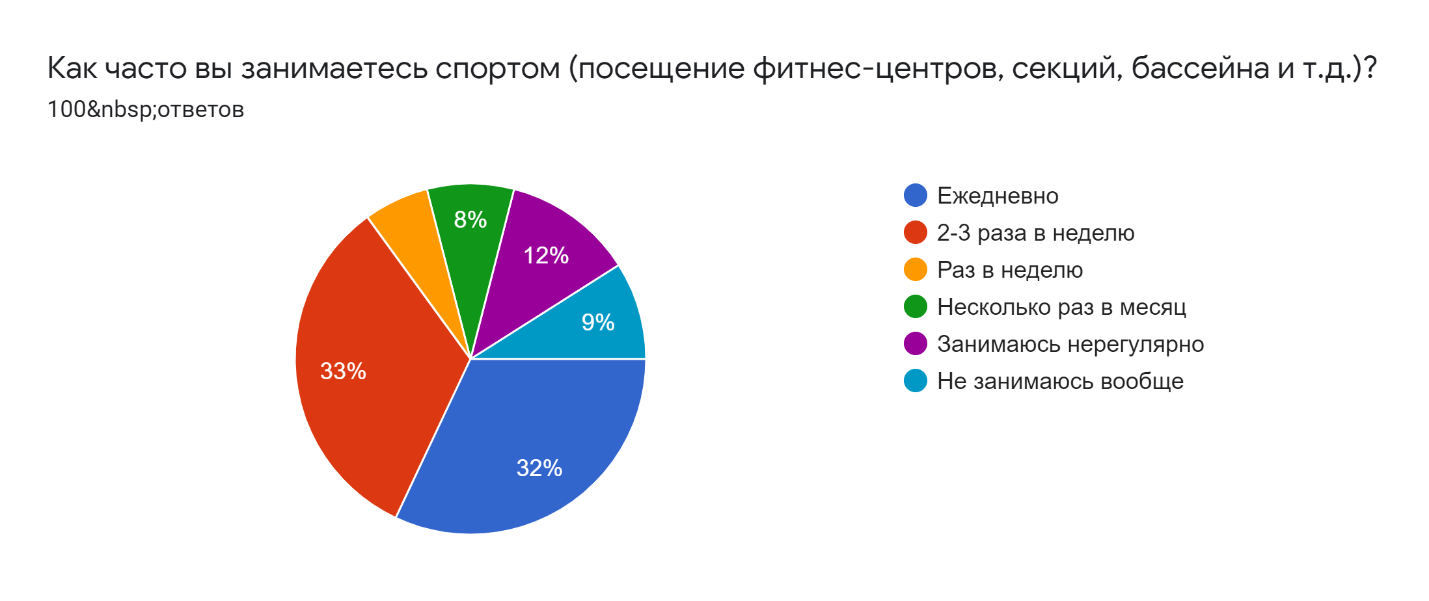 Как часто вы занимаетесь спортом (посещение фитнес-центров, секций, бассейна и т.д.)?
100&nbsp;ответов
8%
12%
9%
33%
32%
Ежедневно
2-3 раза в неделю
Раз в неделю
Несколько раз в месяц
Занимаюсь нерегулярно
Не занимаюсь вообще